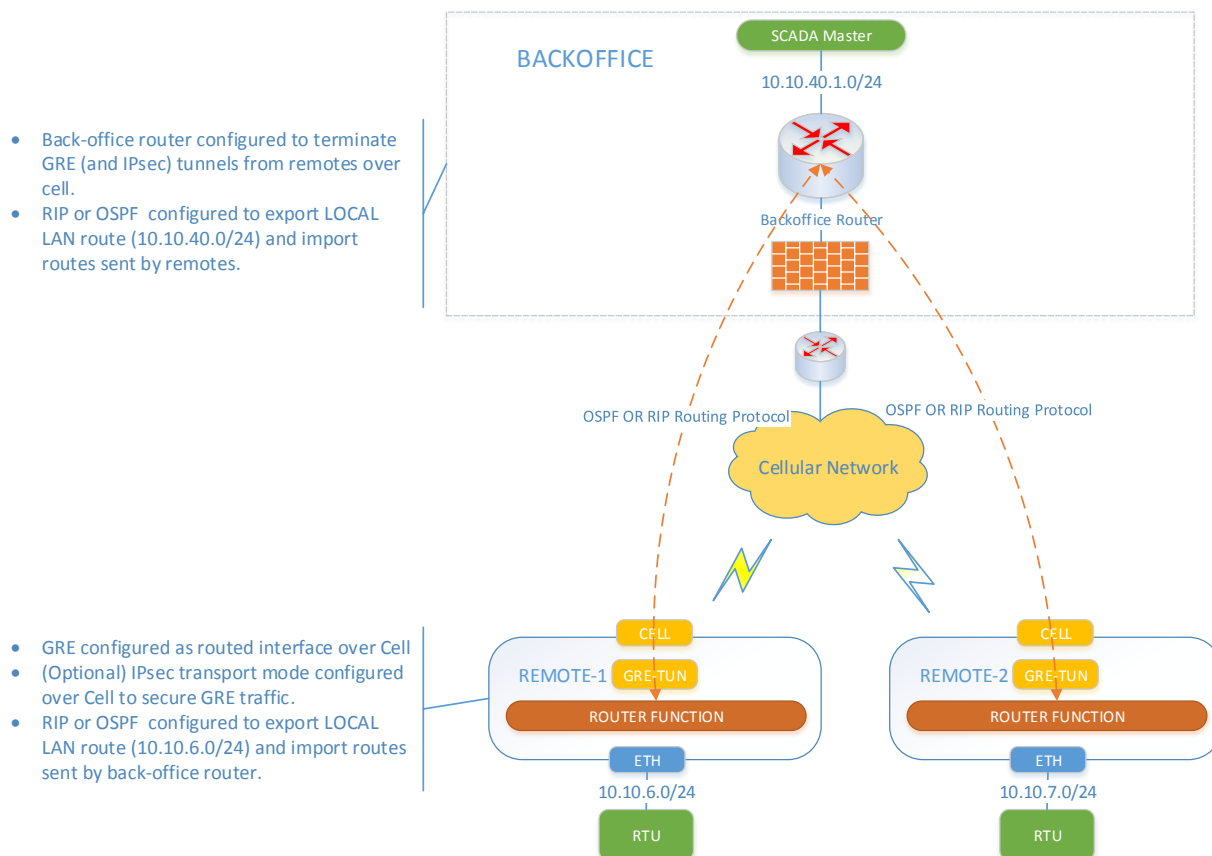 SCADA Master
BACKOFFICE
10.10.40.1.0/24
• Back-office router configured to terminate
GRE (and IPsec) tunnels from remotes over
cell.
• RIP or OSPF configured to export LOCAL
LAN route (10.10.40.0/24) and import
routes sent by remotes.
Backoffice Router
OSPF OR RIP Routing Protocol
OSPF OR RIP Routing Protocol
Cellular Network
• GRE configured as routed interface over Cell
• (Optional) IPsec transport mode configured
over Cell to secure GRE traffic.
• RIP or OSPF configured to export LOCAL
LAN route (10.10.6.0/24) and import routes
sent by back-office router.
CELL
REMOTE-1
GRE-TUN
ROUTER FUNCTION
ETH
10.10.6.0/24
RTU
CELL
REMOTE-2
GRE-TUN
ROUTER FUNCTION
ETH
10.10.7.0/24
RTU